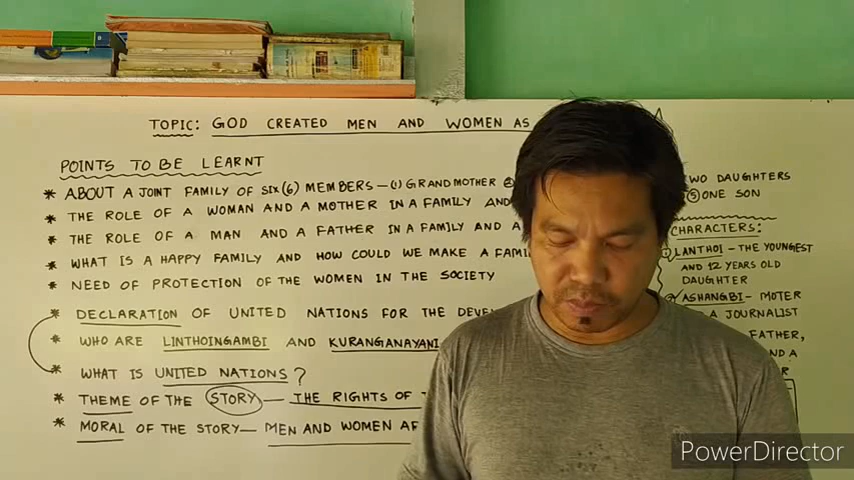 TOPIC: GOD CREATED MEN AND WOMEN AS
POINTS TO BE LEARNT
* ABOUT A JOINT FAMILY OF SIX(6) MEMBERS—(1) GRANDMOTHER (2)
TWO DAUGHTERS
(5) ONE SON
* THE ROLE OF A WOMAN AND A MOTHER IN A FAMILY AND
* THE ROLE OF A MAN AND A FATHER IN A FAMILY AND A
* WHAT IS A HAPPY FAMILY AND HOW COULD WE MAKE A FAMI
* NEED OF PROTECTION OF THE WOMEN IN THE SOCIETY
* DECLARATION OF UNITED NATIONS FOR THE DEVE
* WHO ARE LINTHOINGAMBI AND KURANGANAYANI
* WHAT IS UNITED NATIONS?
* THEME OF THE STORY— THE RIGHTS OF
* MORAL OF THE STORY— MEN AND WOMEN AR
CHARACTERS:
LANTHOI – THE YOUNGEST
AND 12 YEARS OLD
DAUGHTER
ASHANGBI– MOTER
A JOURNALIST
FATHER,
ND A
PowerDirector